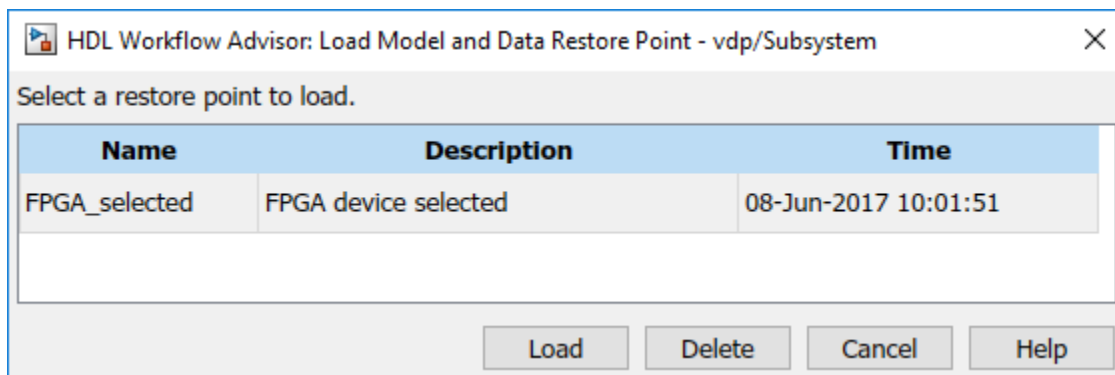 HDL Workflow Advisor: Load Model and Data Restore Point - vdp/Subsystem
Select a restore point to load.
Name Description Time
FPGA_selected FPGA device selected 08-Jun-2017 10:01:51
Load Delete Cancel Help